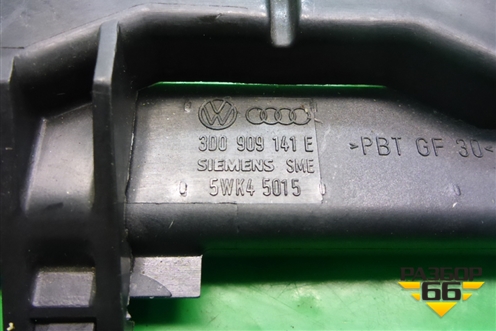 3D0 909 141 E
SIEMENS SME
5WK4 5015
>PBT GF 30<
РАЗБОР
66